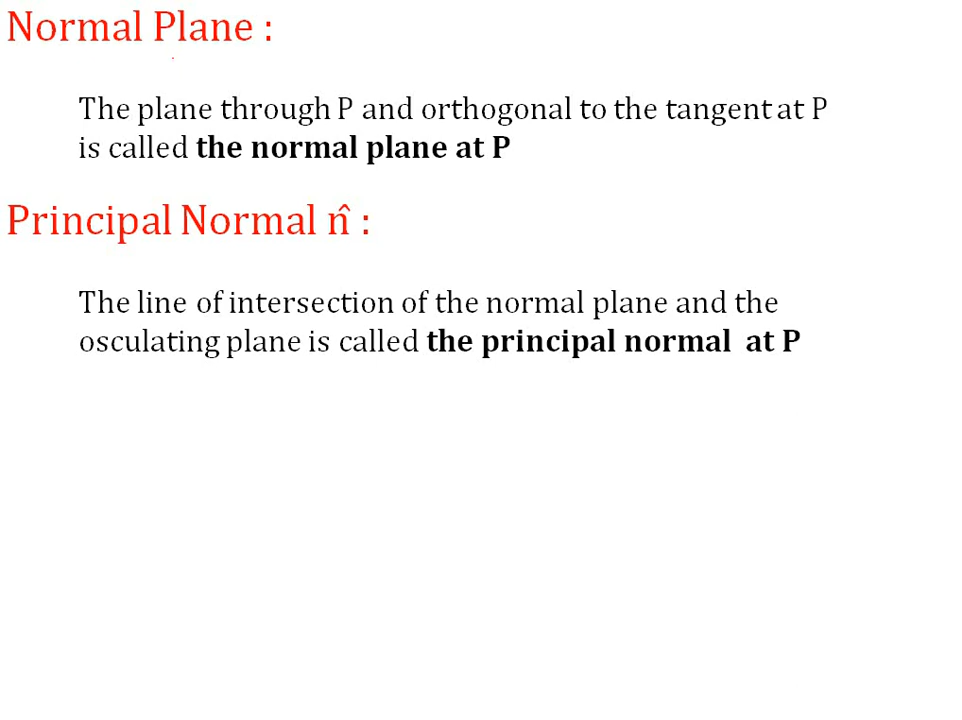 Normal Plane :
The plane through P and orthogonal to the tangent at P
is called the normal plane at P
Principal Normal n̂ :
The line of intersection of the normal plane and the
osculating plane is called the principal normal at P